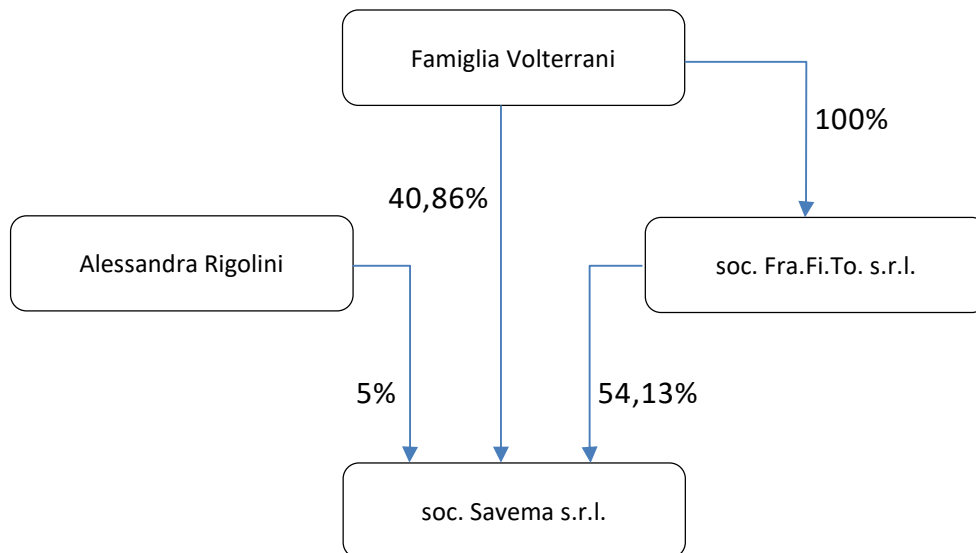 Famiglia Volterrani
100%
40,86%
Alessandra Rigolini
soc. Fra.Fi.To. s.r.l.
5%
54,13%
soc. Savema s.r.l.